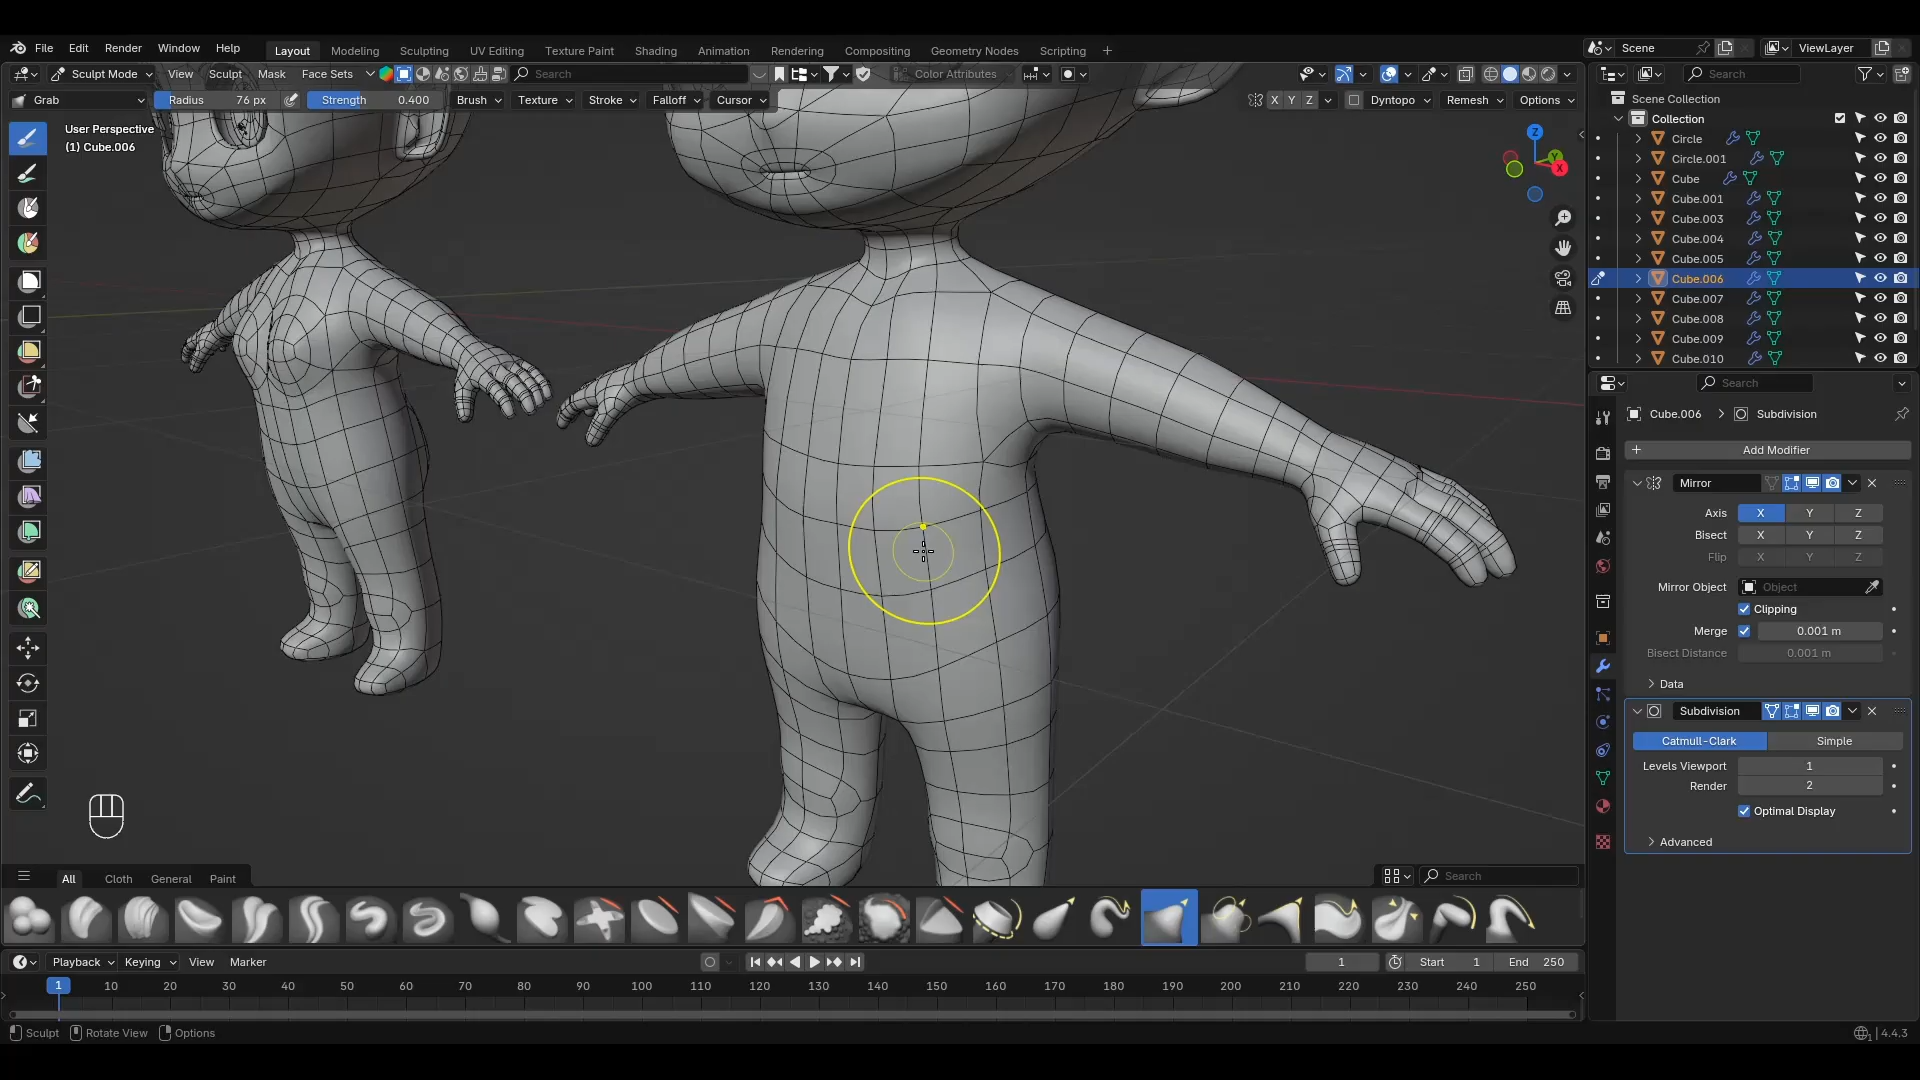 File Edit Render Window Help Layout Modeling Sculpting UV Editing Texture Paint Shading Animation Rendering Compositing Geometry Nodes Scripting + Scene ViewLayer
Sculpt Mode View Sculpt Mask Face Sets Search Color Attributes Search
Grab Radius 76 px Strength 0.400 Brush Texture Stroke Falloff Cursor X Y Z Dyntopo Remesh Options
User Perspective
(1) Cube.006
Z
Y
X
Scene Collection
Collection
Circle
Circle.001
Cube
Cube.001
Cube.003
Cube.004
Cube.005
Cube.006
Cube.007
Cube.008
Cube.009
Cube.010
Search
Cube.006 > Subdivision
+ Add Modifier
Mirror
Axis X Y Z
Bisect X Y Z
Flip X Y Z
Mirror Object Object
Clipping
Merge 0.001 m
Bisect Distance 0.001 m
Data
Subdivision
Catmull-Clark Simple
Levels Viewport 1
Render 2
Optimal Display
Advanced
All Cloth General Paint Search
Playback Keying View Marker 1 Start 1 End 250
1 10 20 30 40 50 60 70 80 90 100 110 120 130 140 150 160 170 180 190 200 210 220 230 240 250
Sculpt Rotate View Options 4.4.3